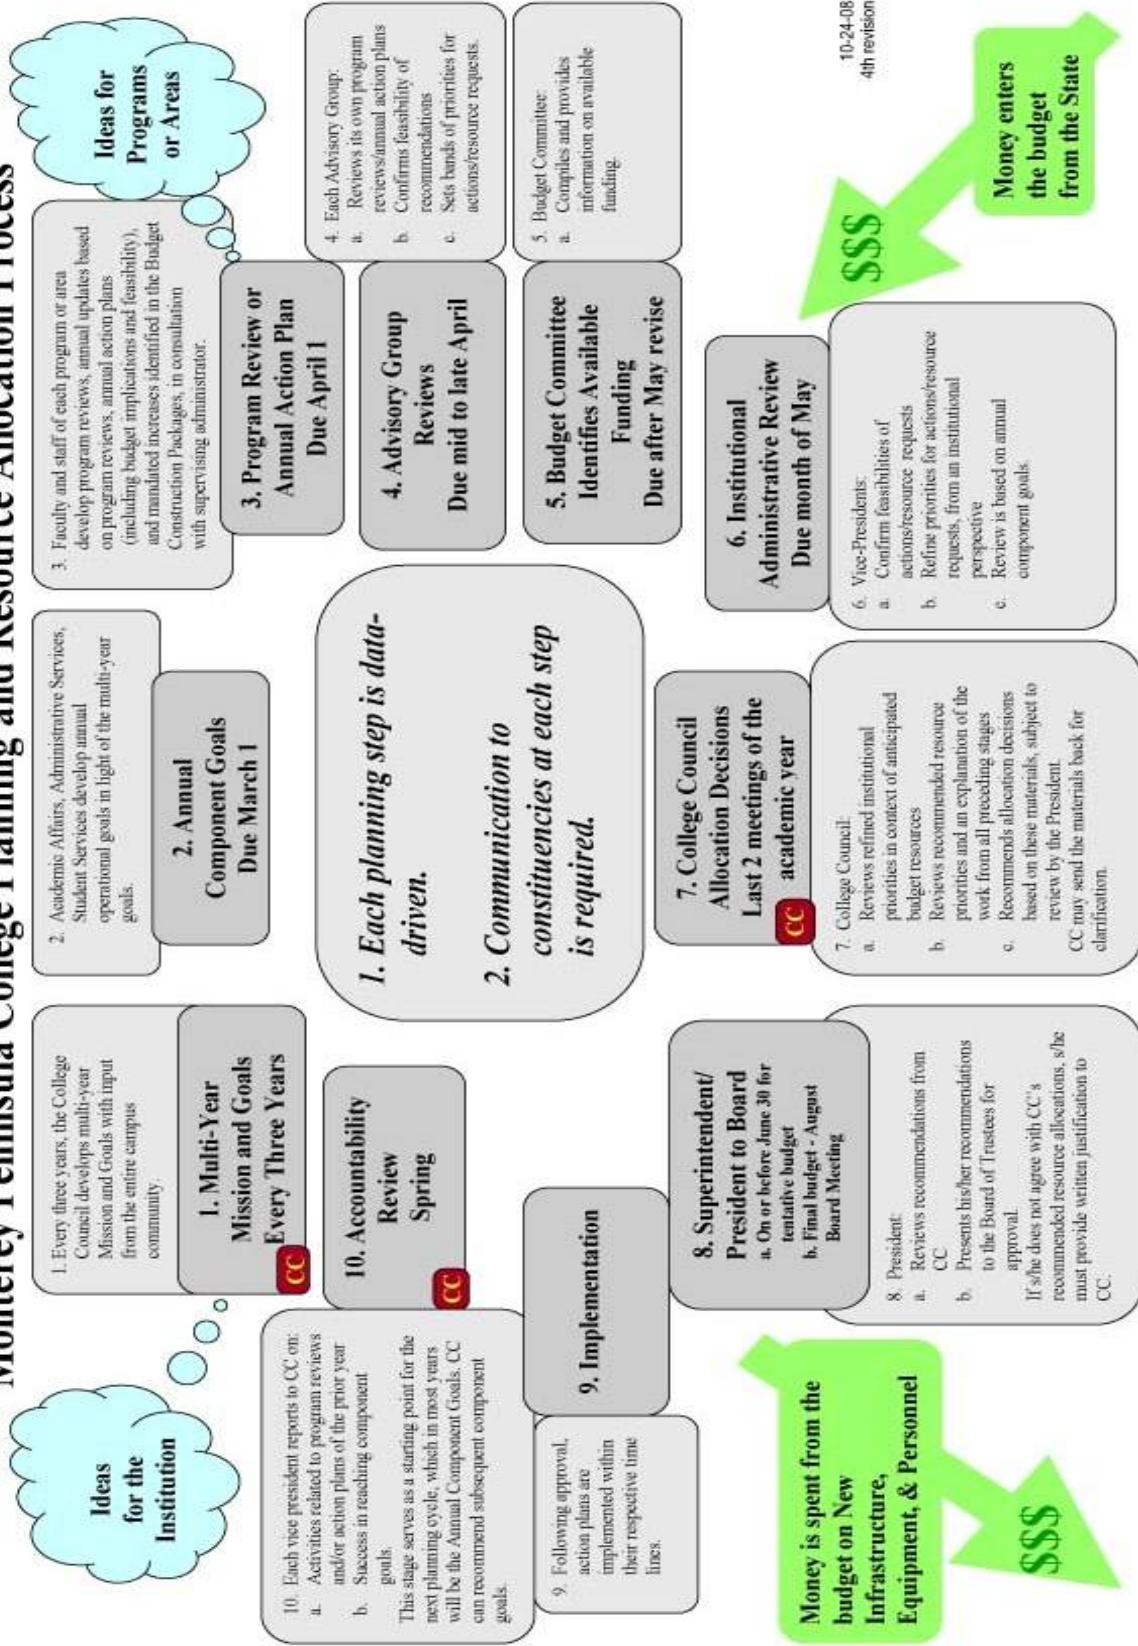 Monterey Peninsula College Planning and Resource Allocation Process
Ideas
for the
Institution
1. Every three years, the College
Council develops multi-year
Mission and Goals with input
from the entire campus
community.
1. Multi-Year
Mission and Goals
Every Three Years
CC
2. Academic Affairs, Administrative Services,
Student Services develop annual
operational goals in light of the multi-year
goals.
2. Annual
Component Goals
Due March 1
3. Faculty and staff of each program or area
develop program reviews, annual updates based
on program reviews, annual action plans
(including budget implications and feasibility),
and mandated increases identified in the Budget
Construction Packages, in consultation
with supervising administrator.
Ideas for
Programs
or Areas
3. Program Review or
Annual Action Plan
Due April 1
4. Advisory Group
Reviews
Due mid to late April
4. Each Advisory Group:
a. Reviews its own program
reviews/annual action plans
b. Confirms feasibility of
recommendations
c. Sets bands of priorities for
actions/resource requests.
5. Budget Committee
Identifies Available
Funding
Due after May revise
5. Budget Committee:
a. Compiles and provides
information on available
funding.
1. Each planning step is data-
driven.
2. Communication to
constituencies at each step
is required.
6. Institutional
Administrative Review
Due month of May
6. Vice-Presidents:
a. Confirm feasibilities of
actions/resource requests
b. Refine priorities for actions/resource
requests, from an institutional
perspective
c. Review is based on annual
component goals.
$$$
Money enters
the budget
from the State
10-24-08
4th revision
7. College Council
Allocation Decisions
Last 2 meetings of the
academic year
CC
7. College Council:
a. Reviews refined institutional
priorities in context of anticipated
budget resources
b. Reviews recommended resource
priorities and an explanation of the
work from all preceding stages
c. Recommends allocation decisions
based on these materials, subject to
review by the President.
CC may send the materials back for
clarification.
8. Superintendent/
President to Board
a. On or before June 30 for
tentative budget
b. Final budget - August
Board Meeting
8. President:
a. Reviews recommendations from
CC
b. Presents his/her recommendations
to the Board of Trustees for
approval.
If s/he does not agree with CC's
recommended resource allocations, s/he
must provide written justification to
CC.
9. Implementation
9. Following approval,
action plans are
implemented within
their respective time
lines.
10. Accountability
Review
Spring
CC
10. Each vice president reports to CC on:
a. Activities related to program reviews
and/or action plans of the prior year
b. Success in reaching component
goals.
This stage serves as a starting point for the
next planning cycle, which in most years
will be the Annual Component Goals. CC
can recommend subsequent component
goals.
Money is spent from the
budget on New
Infrastructure,
Equipment, & Personnel
$$$